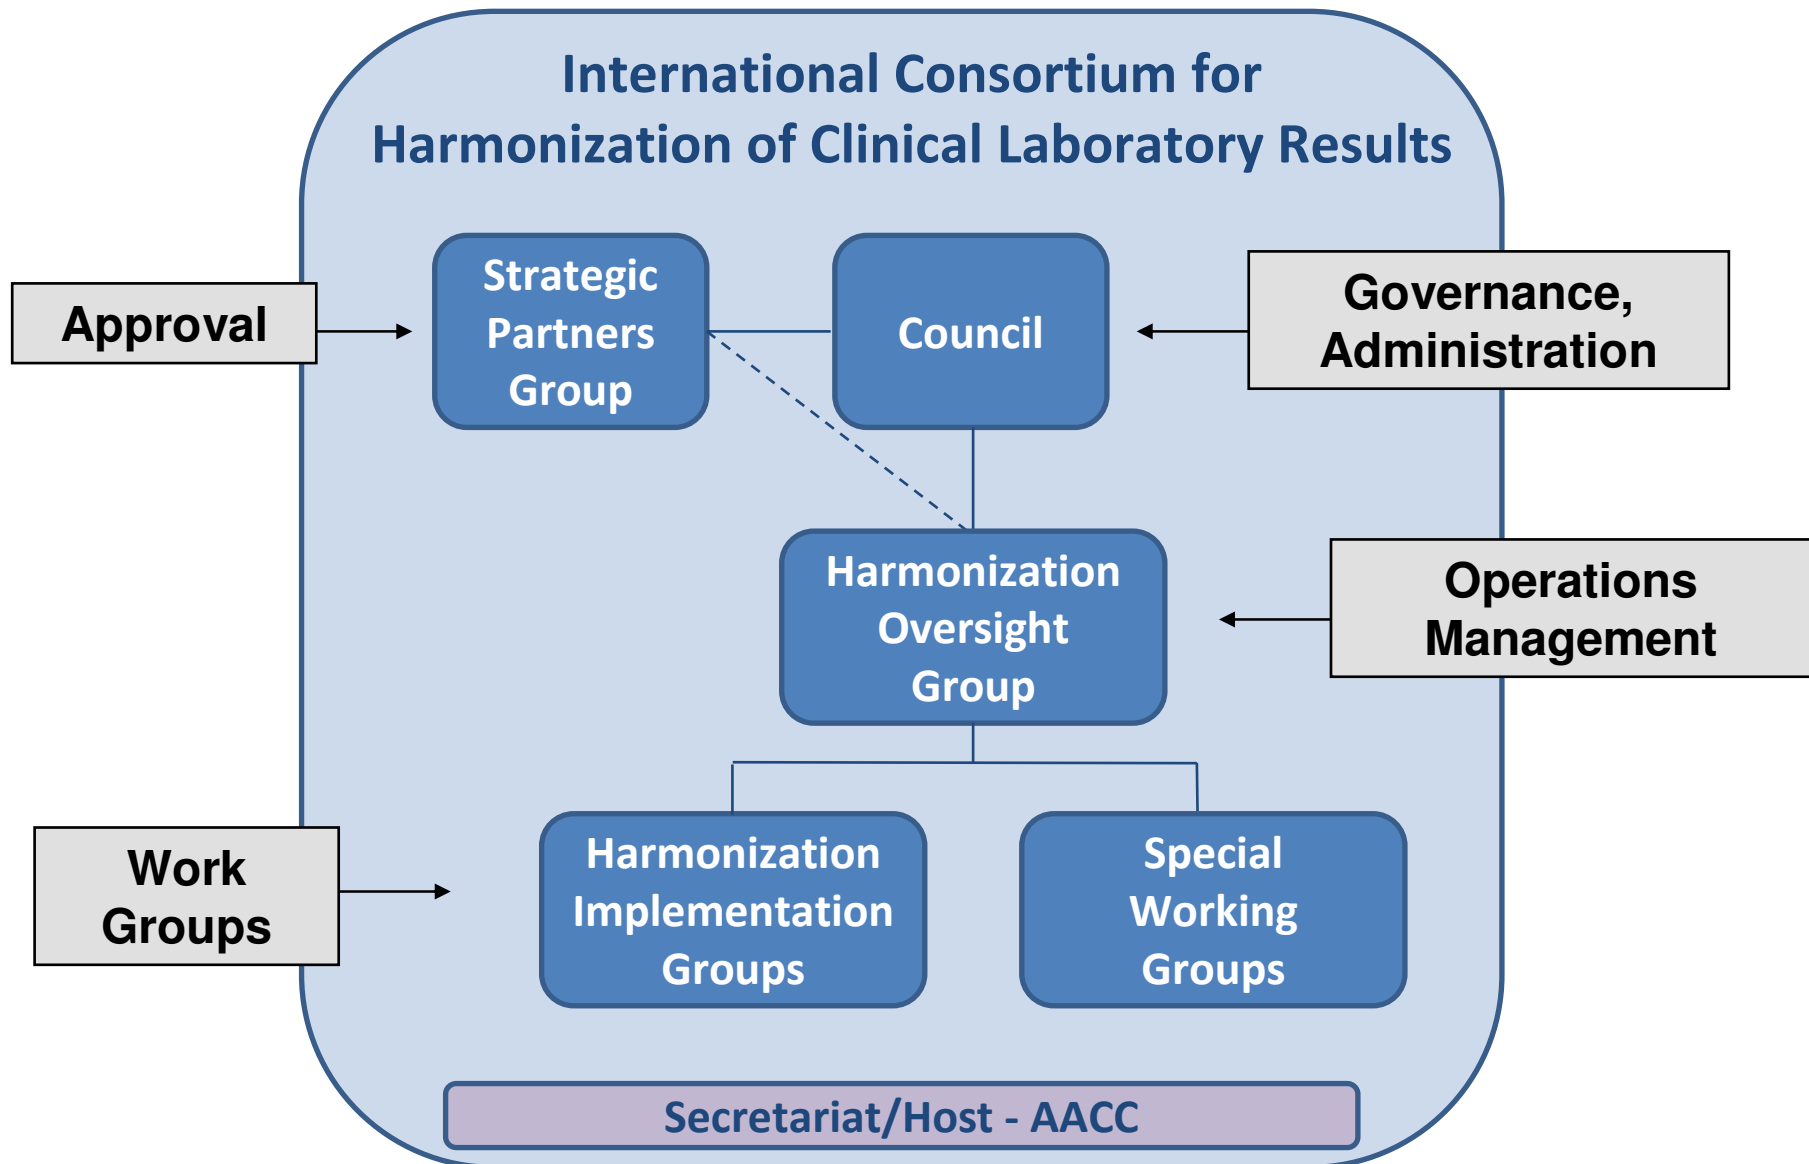 International Consortium for
Harmonization of Clinical Laboratory Results
Approval
Strategic
Partners
Group
Council
Governance,
Administration
Harmonization
Oversight
Group
Operations
Management
Work
Groups
Harmonization
Implementation
Groups
Special
Working
Groups
Secretariat/Host - AACC